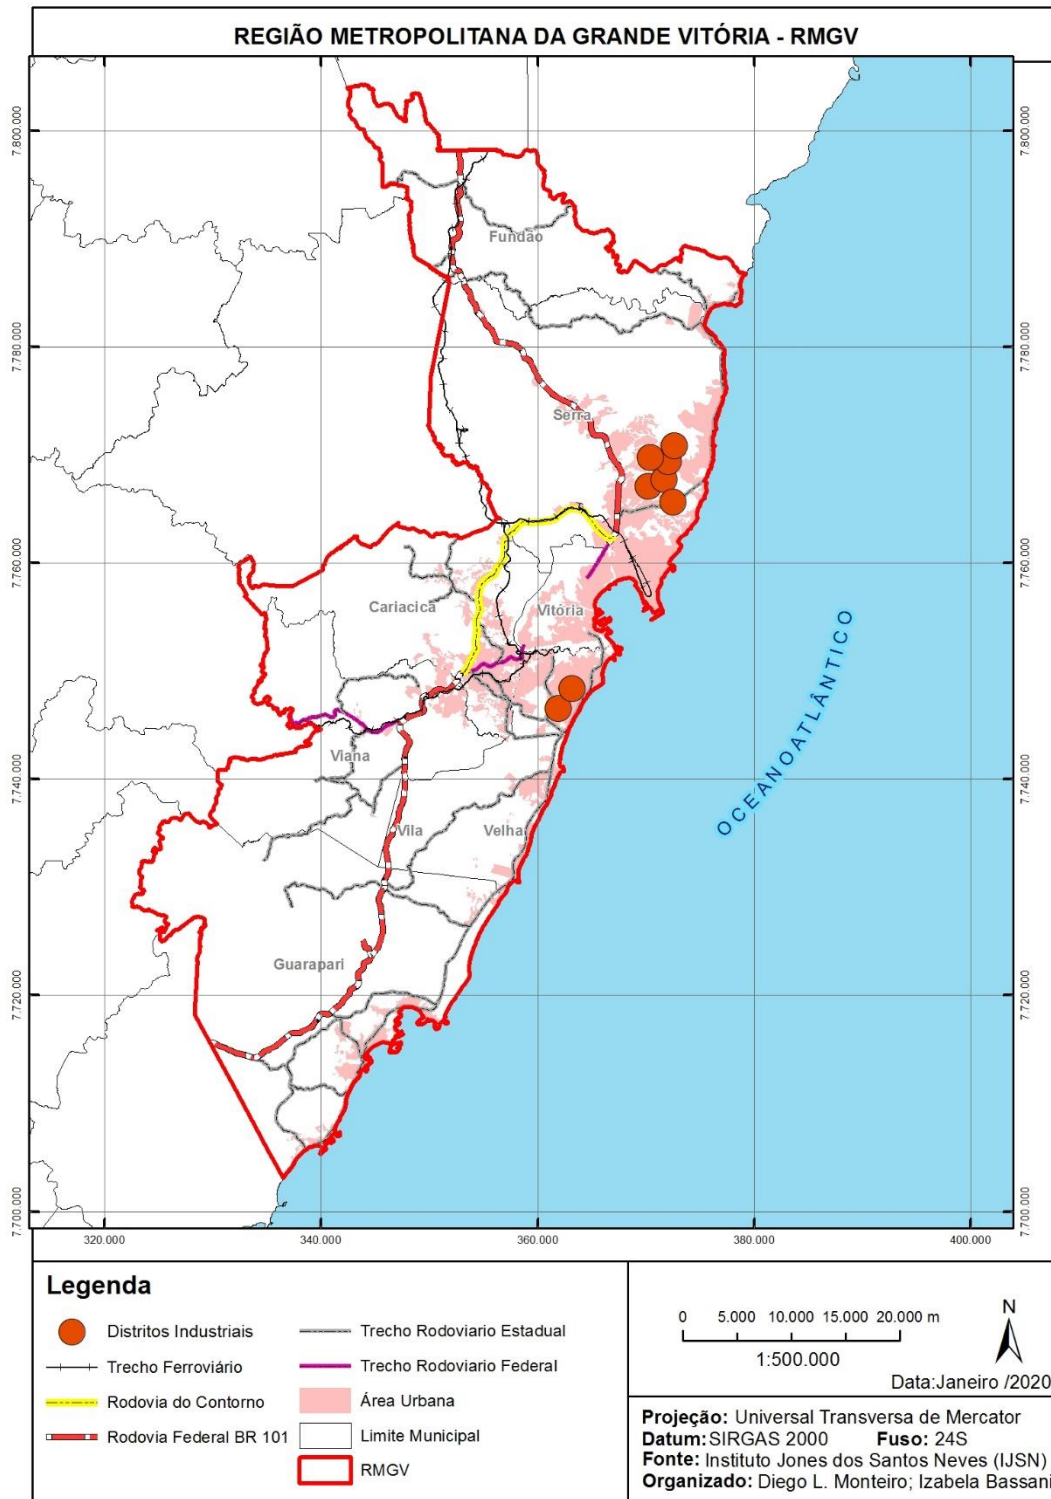 REGIÃO METROPOLITANA DA GRANDE VITÓRIA - RMGV
7.800.000
7.800.000
Fundão
7.780.000
7.780.000
Serra
7.760.000
7.760.000
Cariacica
Vitória
OCEANOATLÂNTICO
Viana
7.740.000
7.740.000
Vila
Velha
Guarapari
7.720.000
7.720.000
7.700.000
7.700.000
320.000
340.000
360.000
380.000
400.000
Legenda
Distritos Industriais
Trecho Ferroviário
Rodovia do Contorno
Rodovia Federal BR 101
Trecho Rodoviario Estadual
Trecho Rodoviario Federal
Área Urbana
Limite Municipal
RMGV
0 5.000 10.000 15.000 20.000 m
1:500.000
N
Data:Janeiro /2020
Projeção: Universal Transversa de Mercator
Datum:SIRGAS 2000 Fuso: 24S
Fonte: Instituto Jones dos Santos Neves (IJSN)
Organizado: Diego L. Monteiro; Izabela Bassani